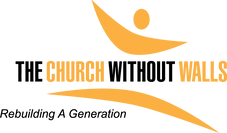 THE CHURCH WITHOUT WALLS
Rebuilding A Generation